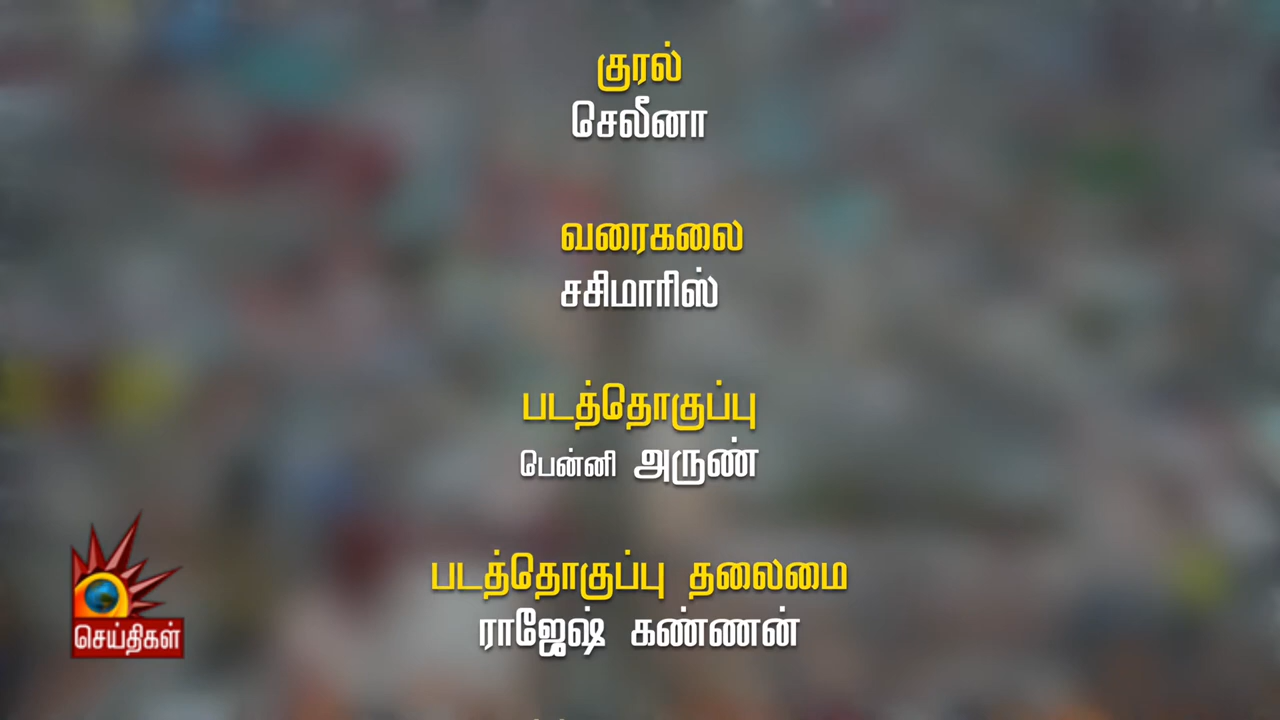 குரல்
செலீனா
வரைகலை
சசிமாரிஸ்
படத்தொகுப்பு
பென்னி அருண்
படத்தொகுப்பு தலைமை
ராஜேஷ் கண்ணன்
செய்திகள்